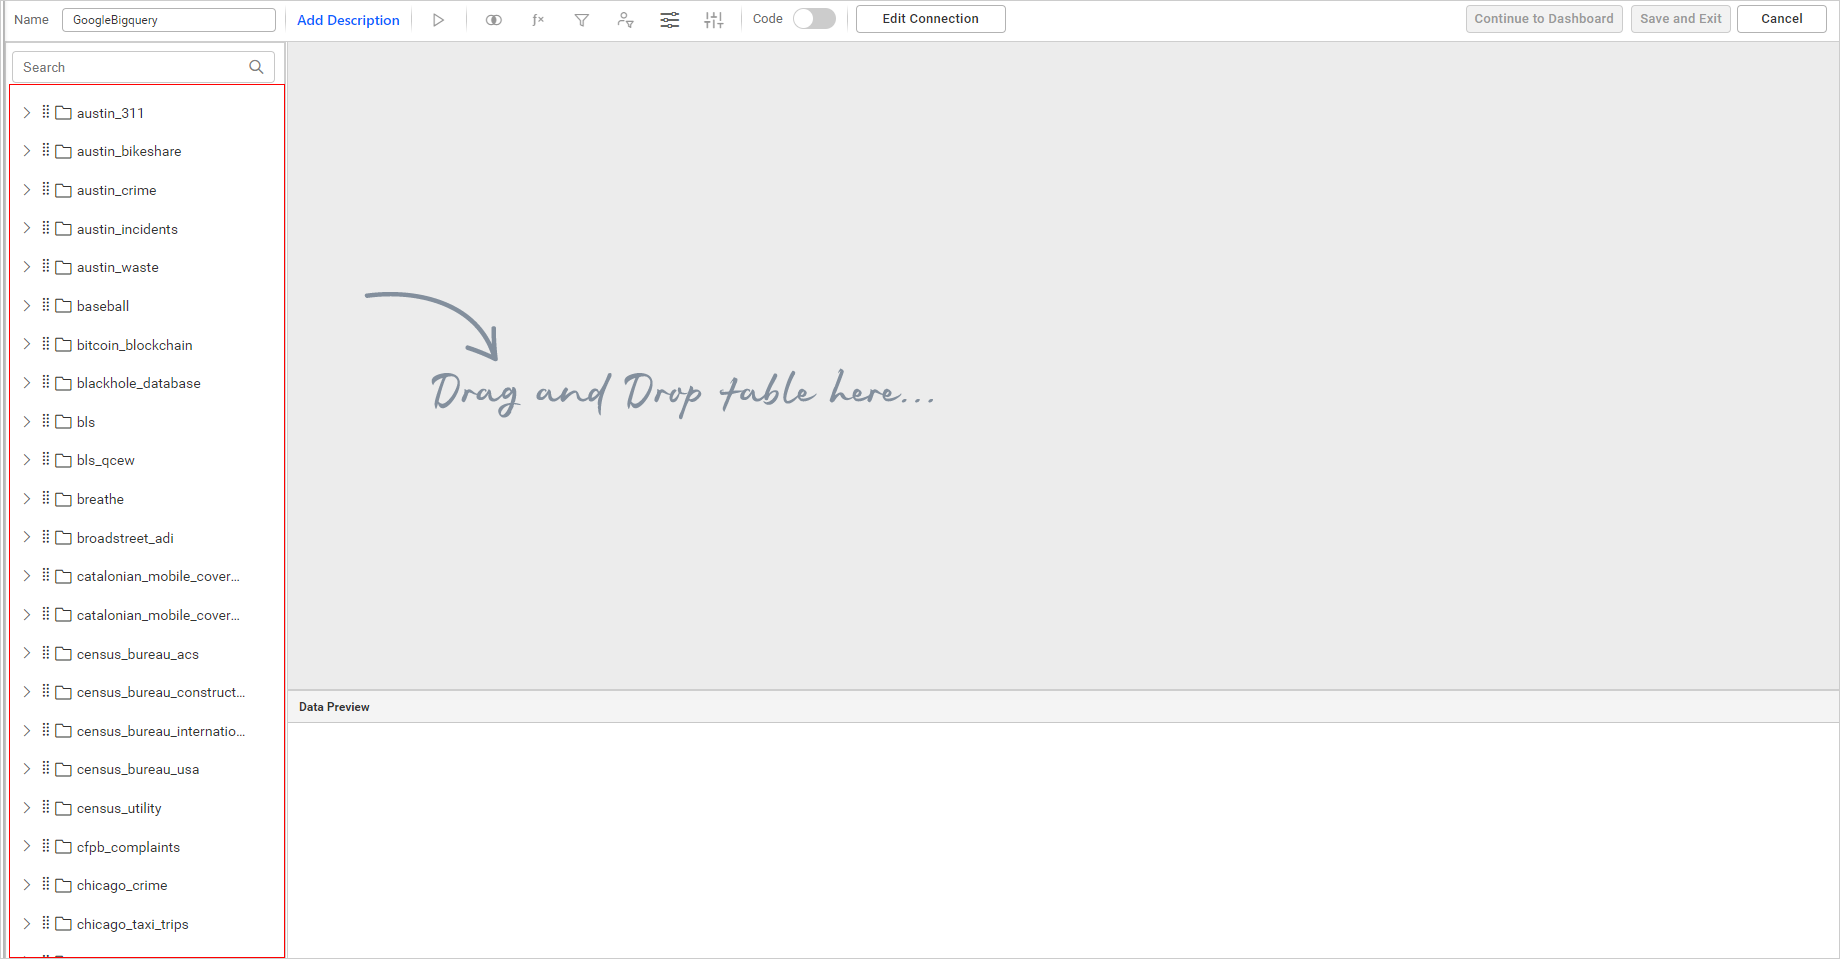 Name GoogleBigquery Add Description fx Code Edit Connection Continue to Dashboard Save and Exit Cancel
Search
austin_311
austin_bikeshare
austin_crime
austin_incidents
austin_waste
baseball
bitcoin_blockchain
blackhole_database
bls
bls_qcew
breathe
broadstreet_adi
catalonian_mobile_cover...
catalonian_mobile_cover...
census_bureau_acs
census_bureau_construct...
census_bureau_internatio...
census_bureau_usa
census_utility
cfpb_complaints
chicago_crime
chicago_taxi_trips
Drag and Drop table here...
Data Preview